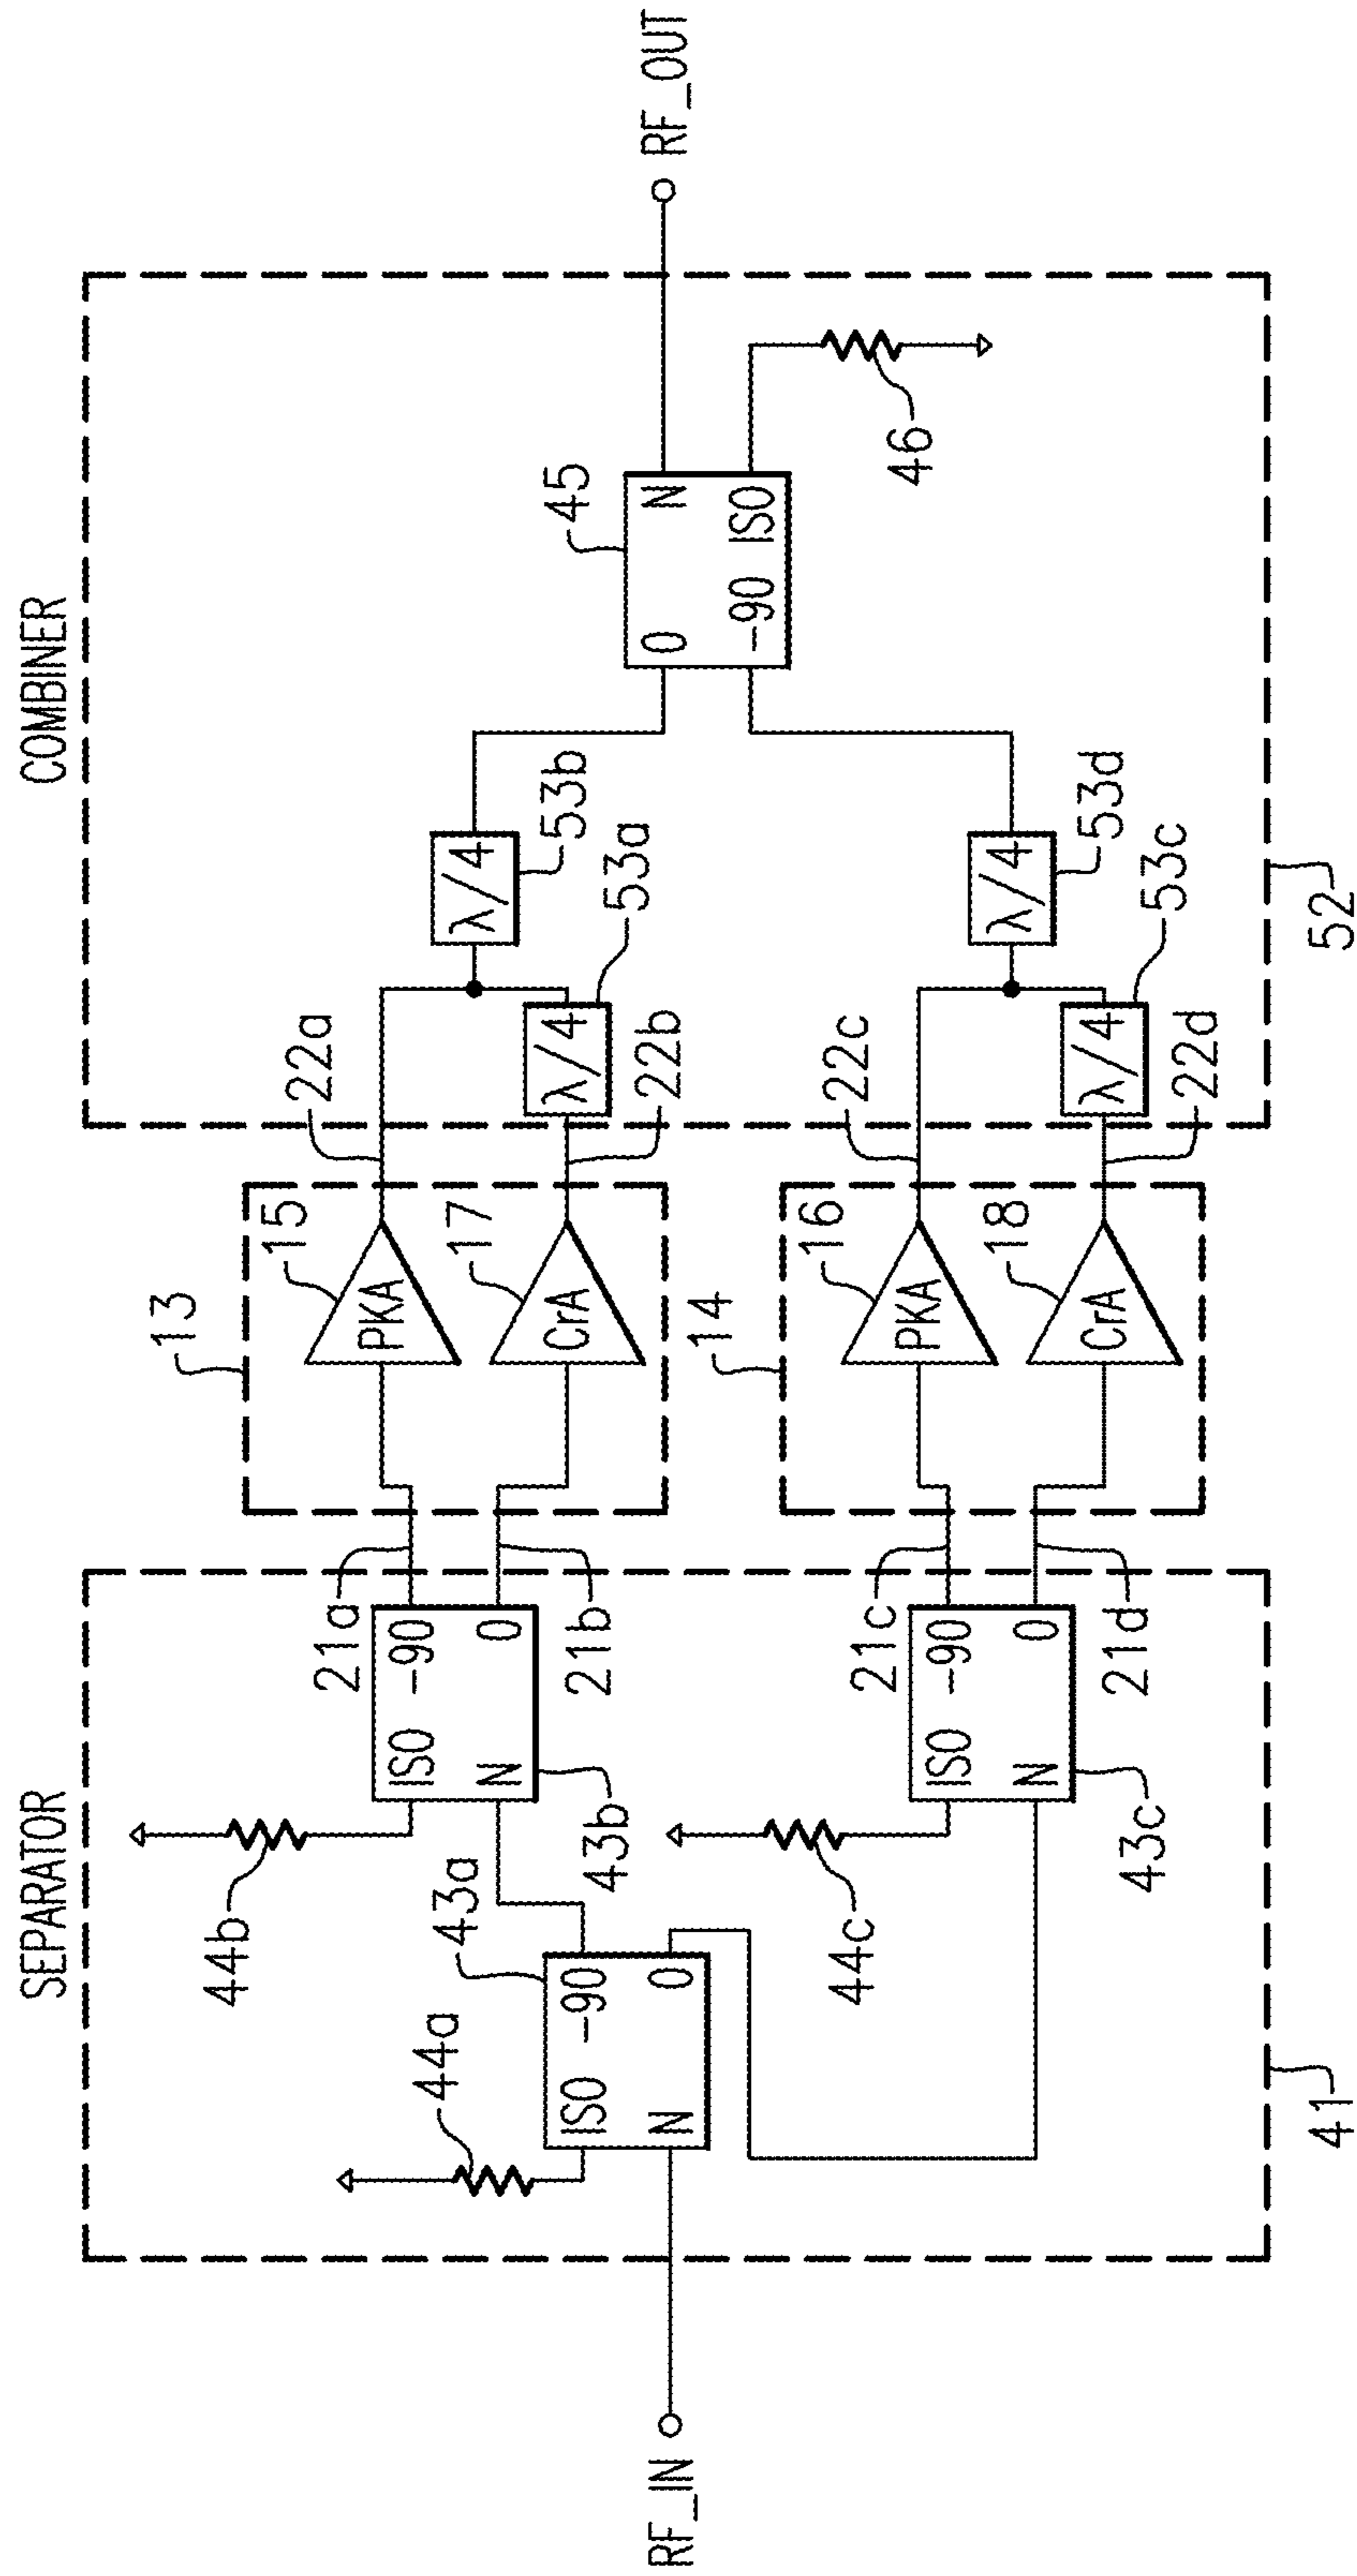 SEPARATOR
COMBINER
RF_IN
44a
ISO -90
N 0
43a
44b
ISO -90
N 0
43b
44c
ISO -90
N 0
43c
41
21a
21b
21c
21d
13
PKA
15
CrA
17
14
PKA
16
CrA
18
22a
22b
22c
22d
λ/4
53a
λ/4
53b
λ/4
53c
λ/4
53d
52
45
0 N
-90 ISO
46
RF_OUT